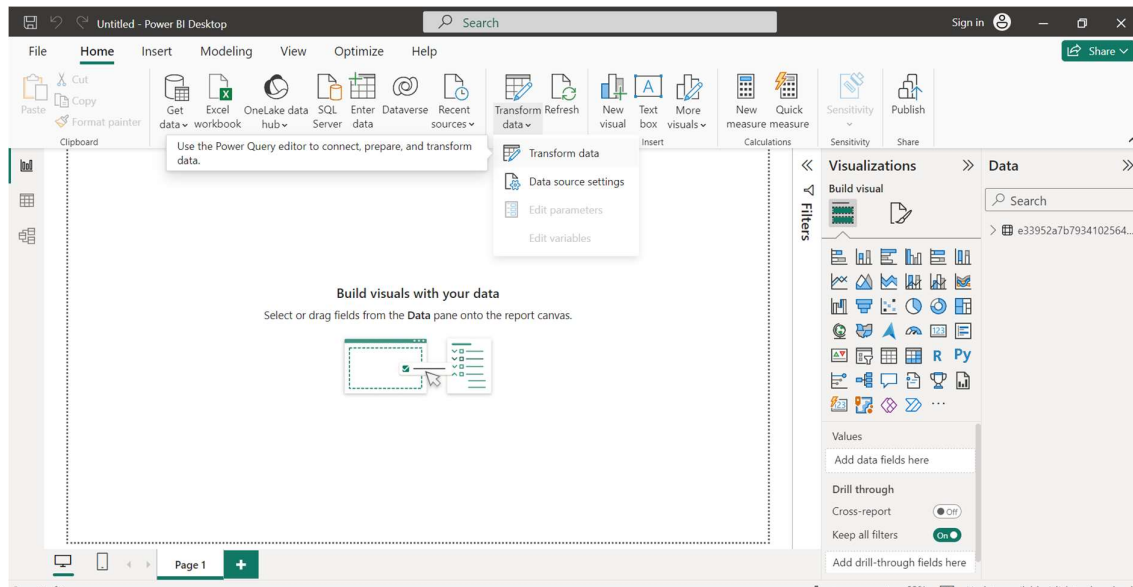 Untitled - Power BI Desktop
Search
Sign in
File Home Insert Modeling View Optimize Help
Share
Paste
Cut
Copy
Format painter
Clipboard
Get data
Excel workbook
OneLake data hub
SQL Server
Enter data
Dataverse
Recent sources
Transform data
Refresh
New visual
Text box
More visuals
Insert
New measure
Quick measure
Calculations
Sensitivity
Sensitivity
Publish
Share
Use the Power Query editor to connect, prepare, and transform
data.
Transform data
Data source settings
Edit parameters
Edit variables
Build visuals with your data
Select or drag fields from the Data pane onto the report canvas.
Filters
Visualizations
Build visual
123
R Py
123
Values
Add data fields here
Drill through
Cross-report
Off
Keep all filters
On
Add drill-through fields here
Data
Search
e33952a7b7934102564...
Page 1